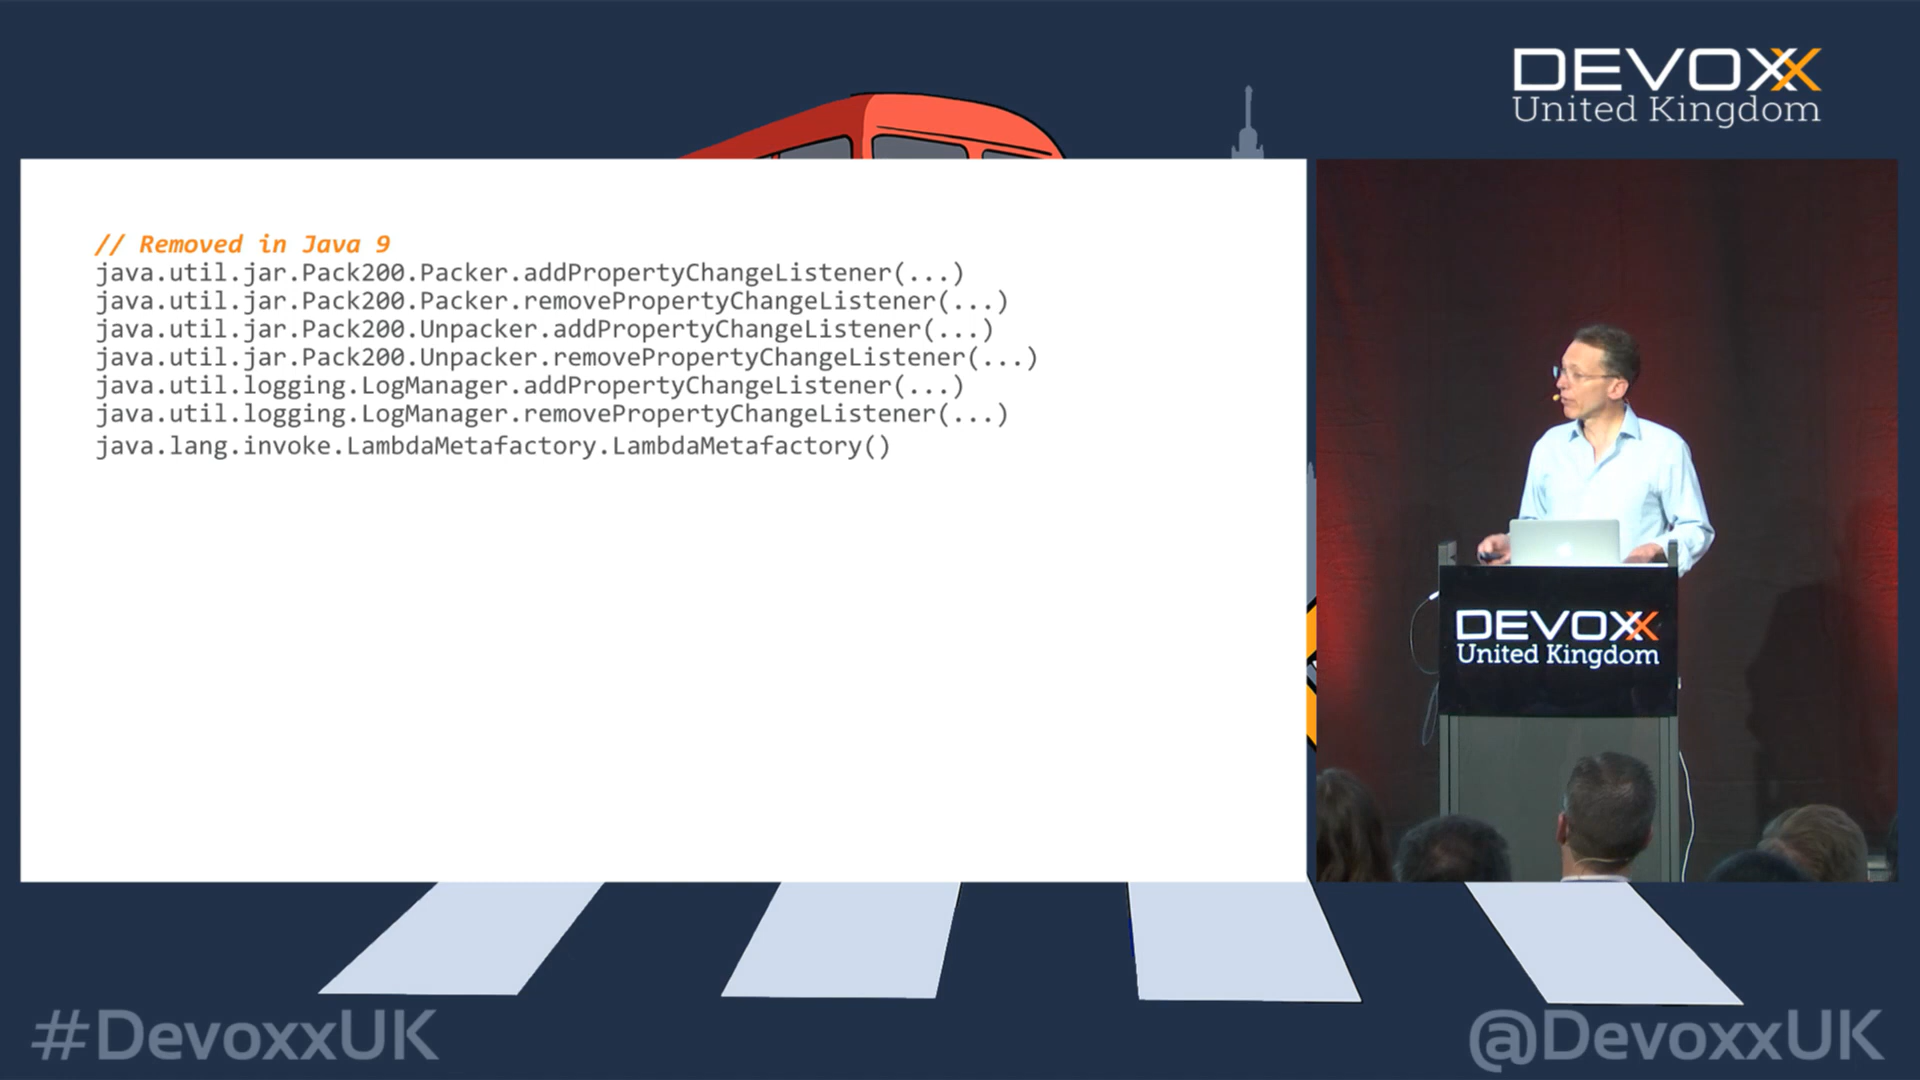 DEVOXX
United Kingdom
// Removed in Java 9
java.util.jar.Pack200.Packer.addPropertyChangeListener(...)
java.util.jar.Pack200.Packer.removePropertyChangeListener(...)
java.util.jar.Pack200.Unpacker.addPropertyChangeListener(...)
java.util.jar.Pack200.Unpacker.removePropertyChangeListener(...)
java.util.logging.LogManager.addPropertyChangeListener(...)
java.util.logging.LogManager.removePropertyChangeListener(...)
java.lang.invoke.LambdaMetafactory.LambdaMetafactory()
DEVOXX
United Kingdom
#DevoxxUK
@DevoxxUK